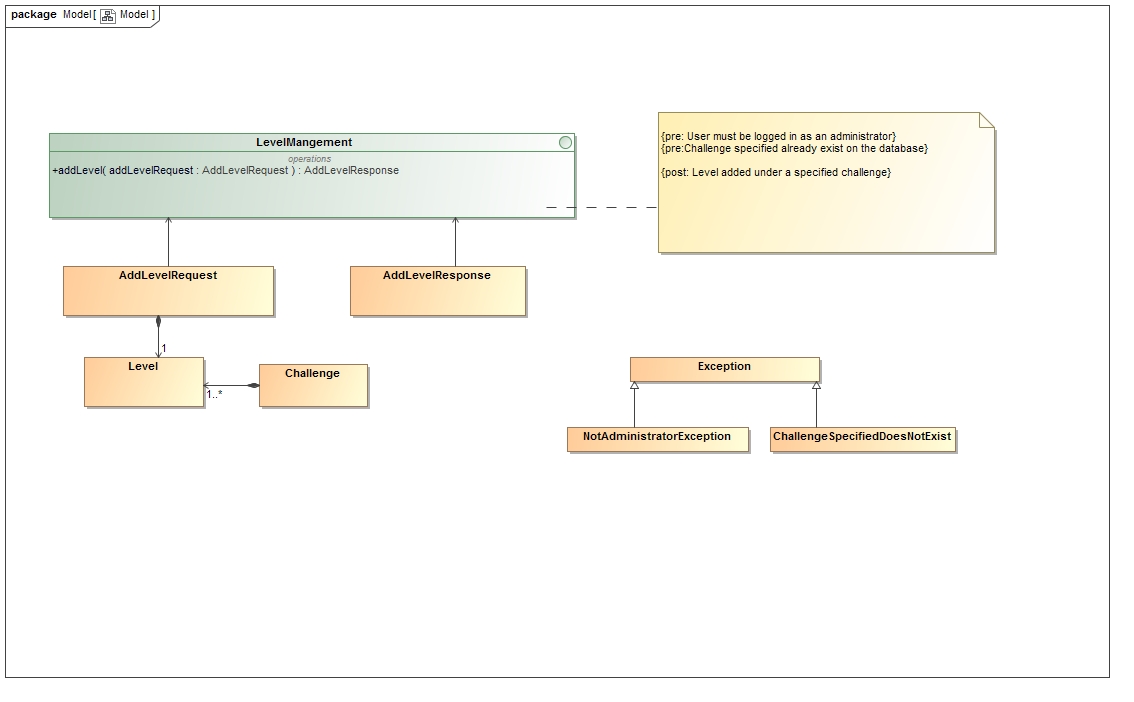 package Model[ Model ]
LevelMangement
operations
+addLevel( addLevelRequest : AddLevelRequest ) : AddLevelResponse
{pre: User must be logged in as an administrator}
{pre:Challenge specified already exist on the database}
{post: Level added under a specified challenge}
AddLevelRequest
AddLevelResponse
1
Level
Challenge
1..*
Exception
NotAdministratorException
ChallengeSpecifiedDoesNotExist